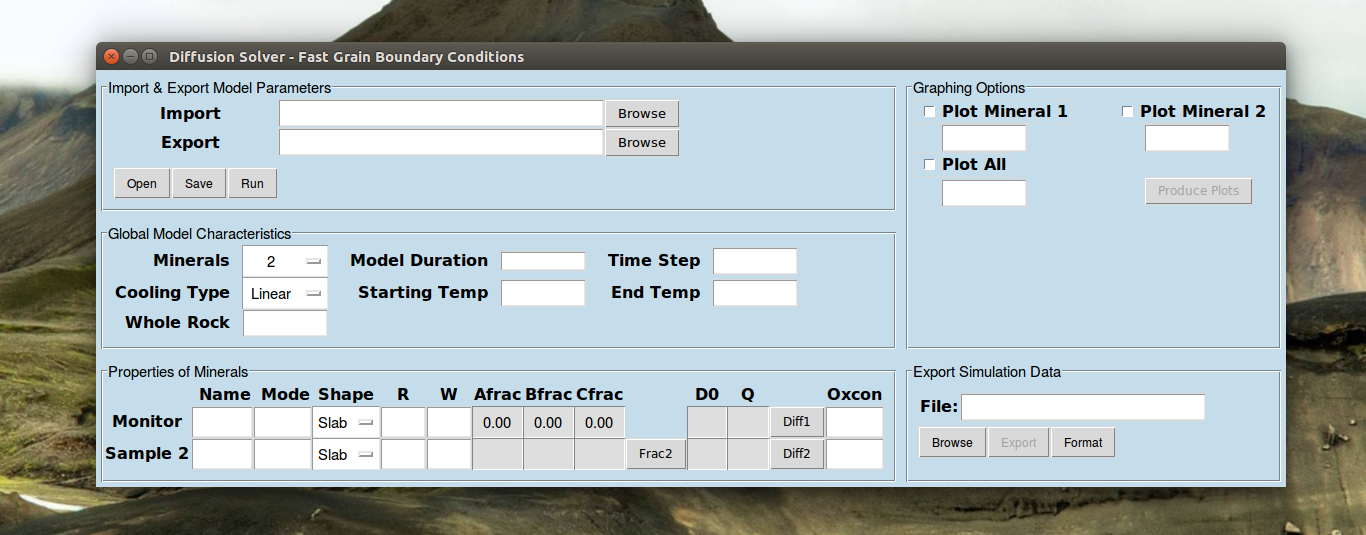 Diffusion Solver - Fast Grain Boundary Conditions
Import & Export Model Parameters
Import Browse
Export Browse
Open Save Run
Global Model Characteristics
Minerals 2 Model Duration Time Step
Cooling Type Linear Starting Temp End Temp
Whole Rock
Properties of Minerals
Name Mode Shape R W Afrac Bfrac Cfrac D0 Q Oxcon
Monitor Slab 0.00 0.00 0.00 Diff1
Sample 2 Slab Frac2 Diff2
Graphing Options
Plot Mineral 1 Plot Mineral 2
Plot All
Produce Plots
Export Simulation Data
File:
Browse Export Format